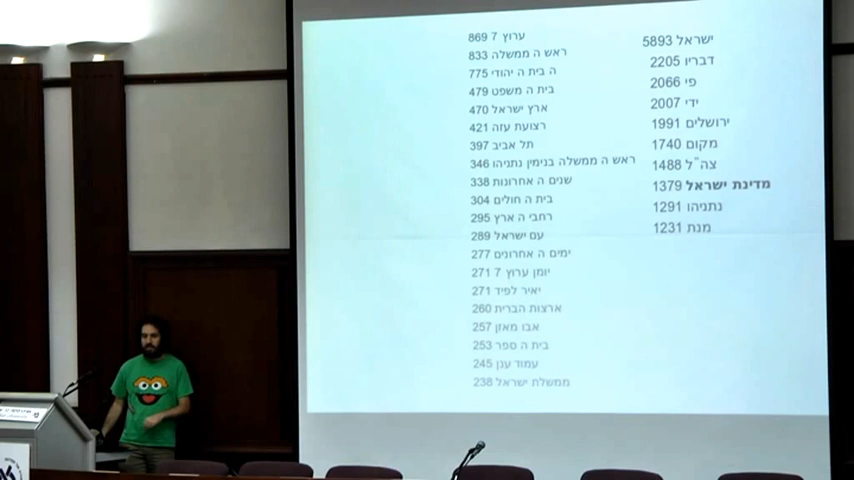 ישראל 5893
דבריו 2205
פי 2066
ידי 2007
ירושלים 1991
מקום 1740
צה"ל 1488
מדינת ישראל 1379
נתניהו 1291
מנת 1231
ערוץ 7 869
ראש ה ממשלה 833
ה בית ה יהודי 775
בית ה משפט 479
ארץ ישראל 470
רצועת עזה 421
תל אביב 397
ראש ה ממשלה בנימין נתניהו 346
שנים ה אחרונות 338
בית ה חולים 304
רחבי ה ארץ 295
עם ישראל 289
ימים ה אחרונים 277
יומן ערוץ 7 271
יאיר לפיד 271
ארצות הברית 260
אבו מאזן 257
בית ה ספר 253
עמוד ענן 245
ממשלת ישראל 238